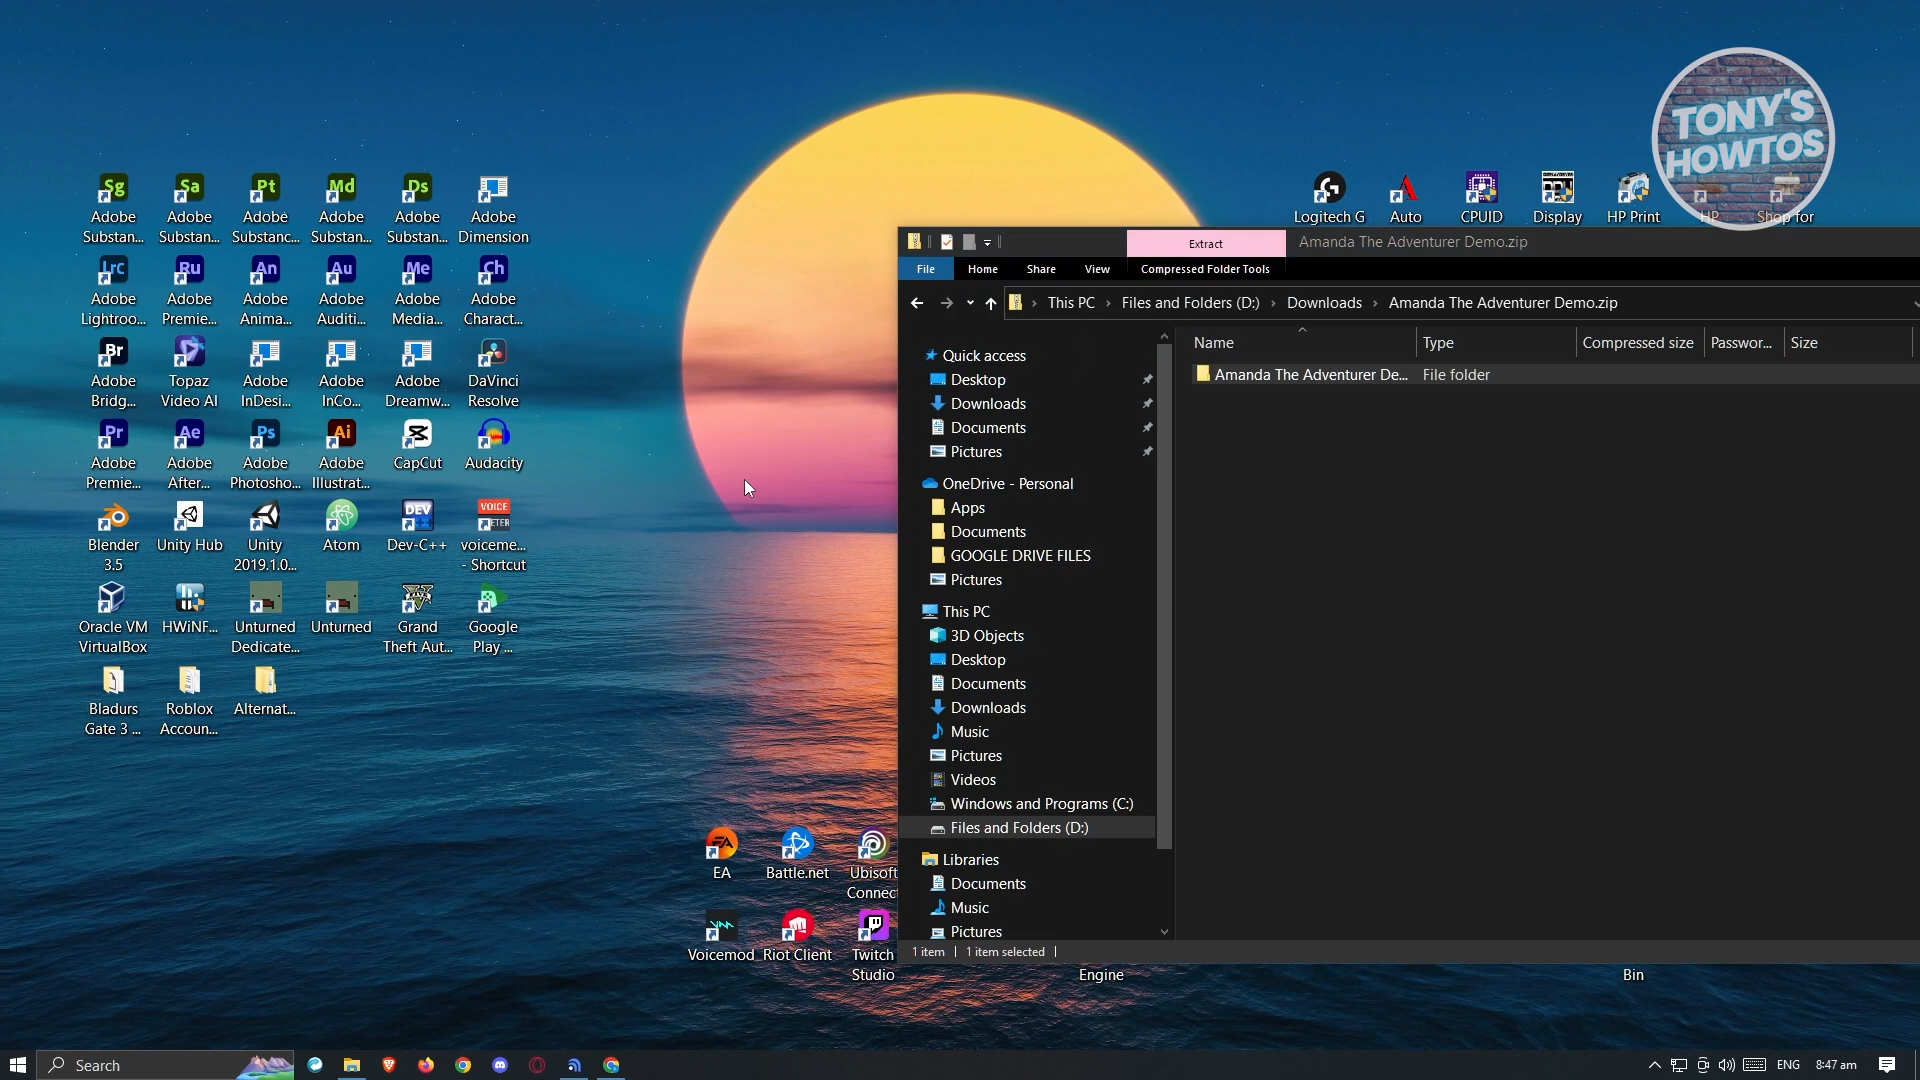 TONY'S
HOWTOS
Sg
Sa
Pt
Md
Ds
Adobe
Substan...
Adobe
Substan...
Adobe
Substanc...
Adobe
Substan...
Adobe
Substan...
Adobe
Dimension
Lrc
Ru
An
Au
Me
Ch
Adobe
Lightroo...
Adobe
Premie...
Adobe
Anima...
Adobe
Auditi...
Adobe
Media...
Adobe
Charact...
Br
Adobe
Bridg...
Topaz
Video AI
Adobe
InDesi...
Adobe
InCo...
Adobe
Dreamw...
DaVinci
Resolve
Pr
Ae
Ps
Ai
Adobe
Premie...
Adobe
After...
Adobe
Photosho...
Adobe
Illustrat...
CapCut
Audacity
DEV
VOICE
Blender
3.5
Unity Hub
Unity
2019.1.0...
Atom
Dev-C++
voiceme...
- Shortcut
Oracle VM
VirtualBox
HWiNF...
Unturned
Dedicate...
Unturned
Grand
Theft Aut...
Google
Play ...
Bladurs
Gate 3 ...
Roblox
Accoun...
Alternat...
Logitech G
Auto
CPUID
Display
HP Print
HP
Shop for
EA
Battle.net
Ubisoft
Connec
Voicemod
Riot Client
Twitch
Studio
Engine
Bin
Extract
Amanda The Adventurer Demo.zip
File
Home
Share
View
Compressed Folder Tools
This PC › Files and Folders (D:) › Downloads › Amanda The Adventurer Demo.zip
Name
Type
Compressed size
Passwor...
Size
Amanda The Adventurer De...
File folder
Quick access
Desktop
Downloads
Documents
Pictures
OneDrive - Personal
Apps
Documents
GOOGLE DRIVE FILES
Pictures
This PC
3D Objects
Desktop
Documents
Downloads
Music
Pictures
Videos
Windows and Programs (C:)
Files and Folders (D:)
Libraries
Documents
Music
Pictures
1 item
1 item selected
Search
ENG
8:47 am